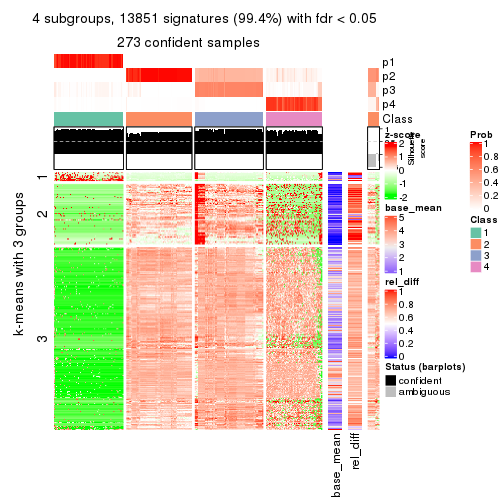 4 subgroups, 13851 signatures (99.4%) with fdr < 0.05
273 confident samples
p1
p2
p3
p4
Class
1
Silhouette
score
z-score
2
1
0
-1
-2
base_mean
5
4
3
2
1
rel_diff
1
0.8
0.6
0.4
0.2
0
Status (barplots)
confident
ambiguous
Prob
1
0.8
0.6
0.4
0.2
0
Class
1
2
3
4
k-means with 3 groups
1
2
3
base_mean
rel_diff